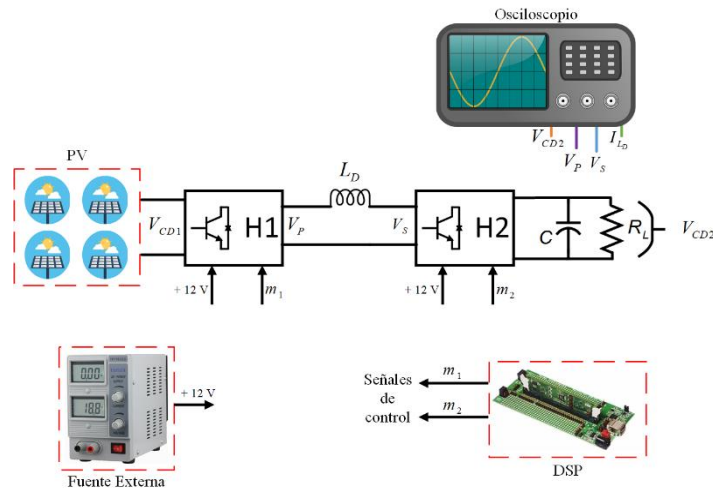 Osciloscopio
V_CD2
V_P
V_S
I_L_D
PV
L_D
V_CD1
H1
V_P
V_S
H2
C
R_L
V_CD2
+ 12 V
m_1
+ 12 V
m_2
0.00
18.8
+ 12 V
Fuente Externa
Señales
de
control
m_1
m_2
DSP